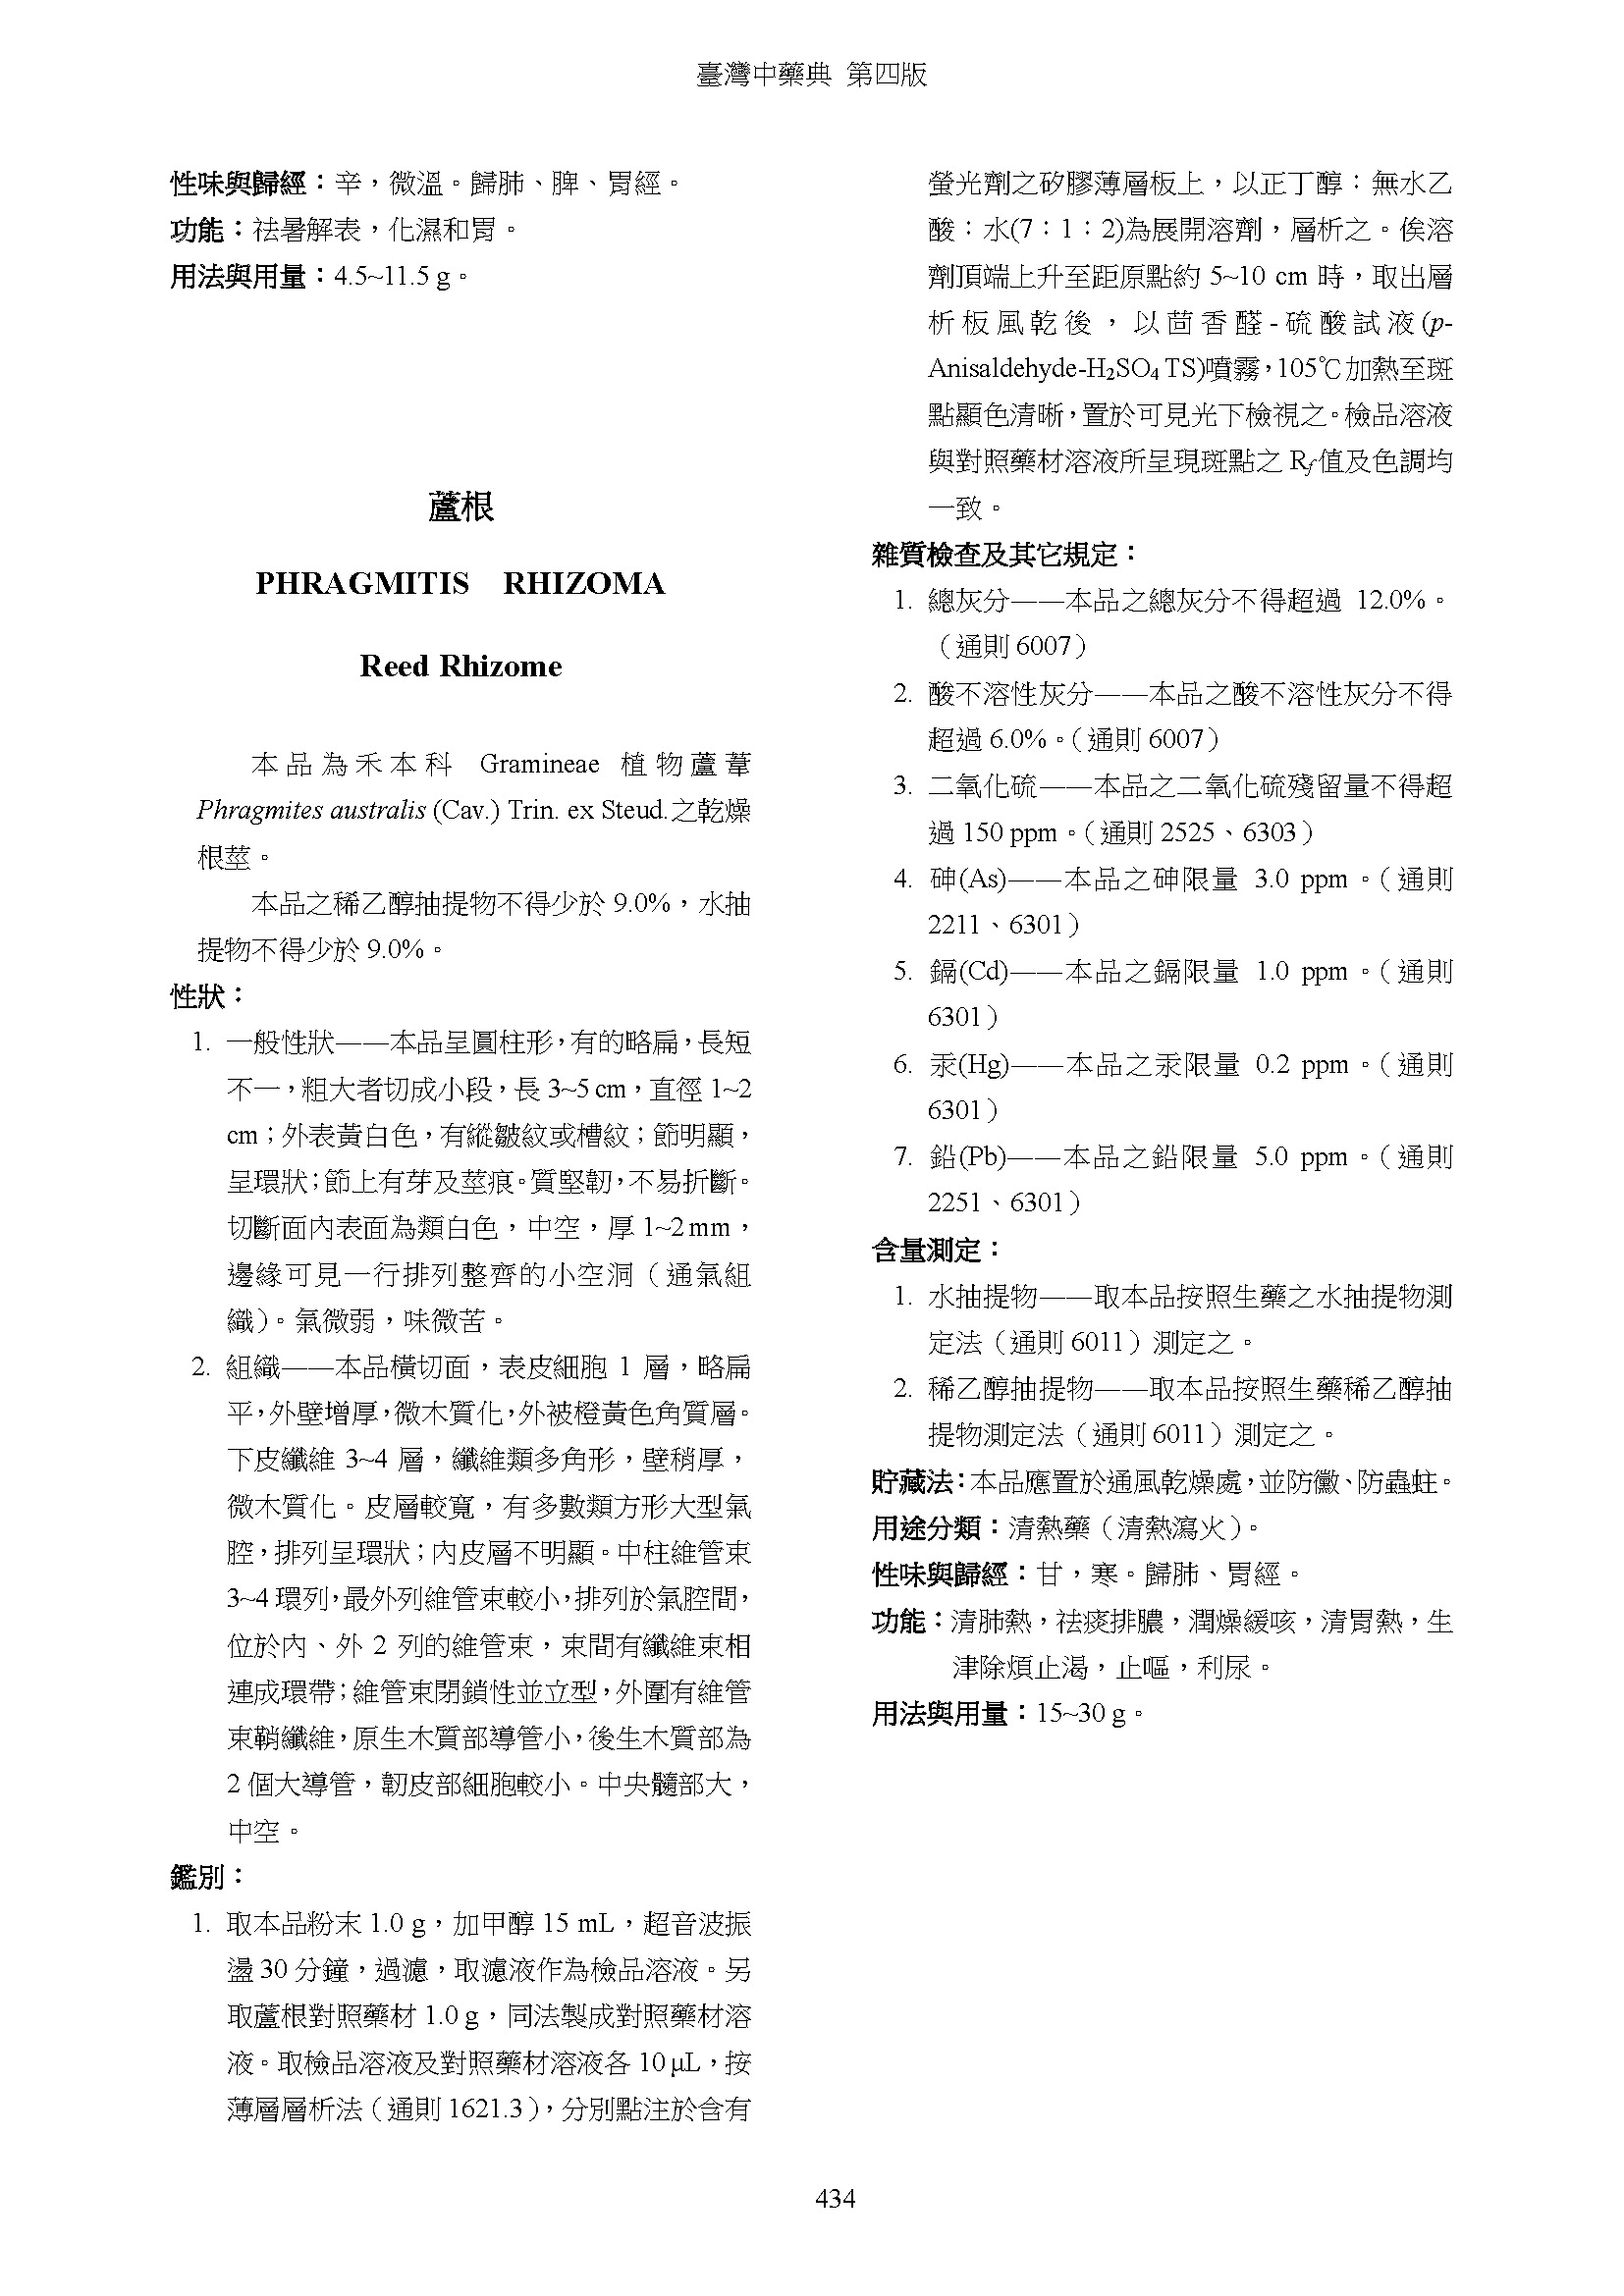 臺灣中藥典 第四版
性味與歸經：辛，微溫。歸肺、脾、胃經。
功能：祛暑解表，化濕和胃。
用法與用量：4.5~11.5 g。
蘆根
PHRAGMITIS RHIZOMA
Reed Rhizome
本品為禾本科 Gramineae 植物蘆葦
Phragmites australis (Cav.) Trin. ex Steud.之乾燥
根莖。
本品之稀乙醇抽提物不得少於 9.0%，水抽
提物不得少於 9.0%。
性狀：
1. 一般性狀——本品呈圓柱形，有的略扁，長短
不一，粗大者切成小段，長 3~5 cm，直徑 1~2
cm；外表黃白色，有縱皺紋或槽紋；節明顯，
呈環狀；節上有芽及莖痕。質堅韌，不易折斷。
切斷面內表面為類白色，中空，厚 1~2 mm，
邊緣可見一行排列整齊的小空洞（通氣組
織）。氣微弱，味微苦。
2. 組織——本品橫切面，表皮細胞 1 層，略扁
平，外壁增厚，微木質化，外被橙黃色角質層。
下皮纖維 3~4 層，纖維類多角形，壁稍厚，
微木質化。皮層較寬，有多數類方形大型氣
腔，排列呈環狀；內皮層不明顯。中柱維管束
3~4 環列，最外列維管束較小，排列於氣腔間，
位於內、外 2 列的維管束，束間有纖維束相
連成環帶；維管束閉鎖性並立型，外圍有維管
束鞘纖維，原生木質部導管小，後生木質部為
2 個大導管，韌皮部細胞較小。中央髓部大，
中空。
鑑別：
1. 取本品粉末 1.0 g，加甲醇 15 mL，超音波振
盪 30 分鐘，過濾，取濾液作為檢品溶液。另
取蘆根對照藥材 1.0 g，同法製成對照藥材溶
液。取檢品溶液及對照藥材溶液各 10 μL，按
薄層層析法（通則 1621.3），分別點注於含有
螢光劑之矽膠薄層板上，以正丁醇：無水乙
酸：水(7：1：2)為展開溶劑，層析之。俟溶
劑頂端上升至距原點約 5~10 cm 時，取出層
析板風乾後，以茴香醛-硫酸試液(p-
Anisaldehyde-H₂SO₄ TS)噴霧，105℃加熱至斑
點顯色清晰，置於可見光下檢視之。檢品溶液
與對照藥材溶液所呈現斑點之 Rf 值及色調均
一致。
雜質檢查及其它規定：
1. 總灰分——本品之總灰分不得超過 12.0%。
（通則 6007）
2. 酸不溶性灰分——本品之酸不溶性灰分不得
超過 6.0%。（通則 6007）
3. 二氧化硫——本品之二氧化硫殘留量不得超
過 150 ppm。（通則 2525、6303）
4. 砷(As)——本品之砷限量 3.0 ppm。（通則
2211、6301）
5. 鎘(Cd)——本品之鎘限量 1.0 ppm。（通則
6301）
6. 汞(Hg)——本品之汞限量 0.2 ppm。（通則
6301）
7. 鉛(Pb)——本品之鉛限量 5.0 ppm。（通則
2251、6301）
含量測定：
1. 水抽提物——取本品按照生藥之水抽提物測
定法（通則 6011）測定之。
2. 稀乙醇抽提物——取本品按照生藥稀乙醇抽
提物測定法（通則 6011）測定之。
貯藏法：本品應置於通風乾燥處，並防黴、防蟲蛀。
用途分類：清熱藥（清熱瀉火）。
性味與歸經：甘，寒。歸肺、胃經。
功能：清肺熱，祛痰排膿，潤燥緩咳，清胃熱，生
津除煩止渴，止嘔，利尿。
用法與用量：15~30 g。
434